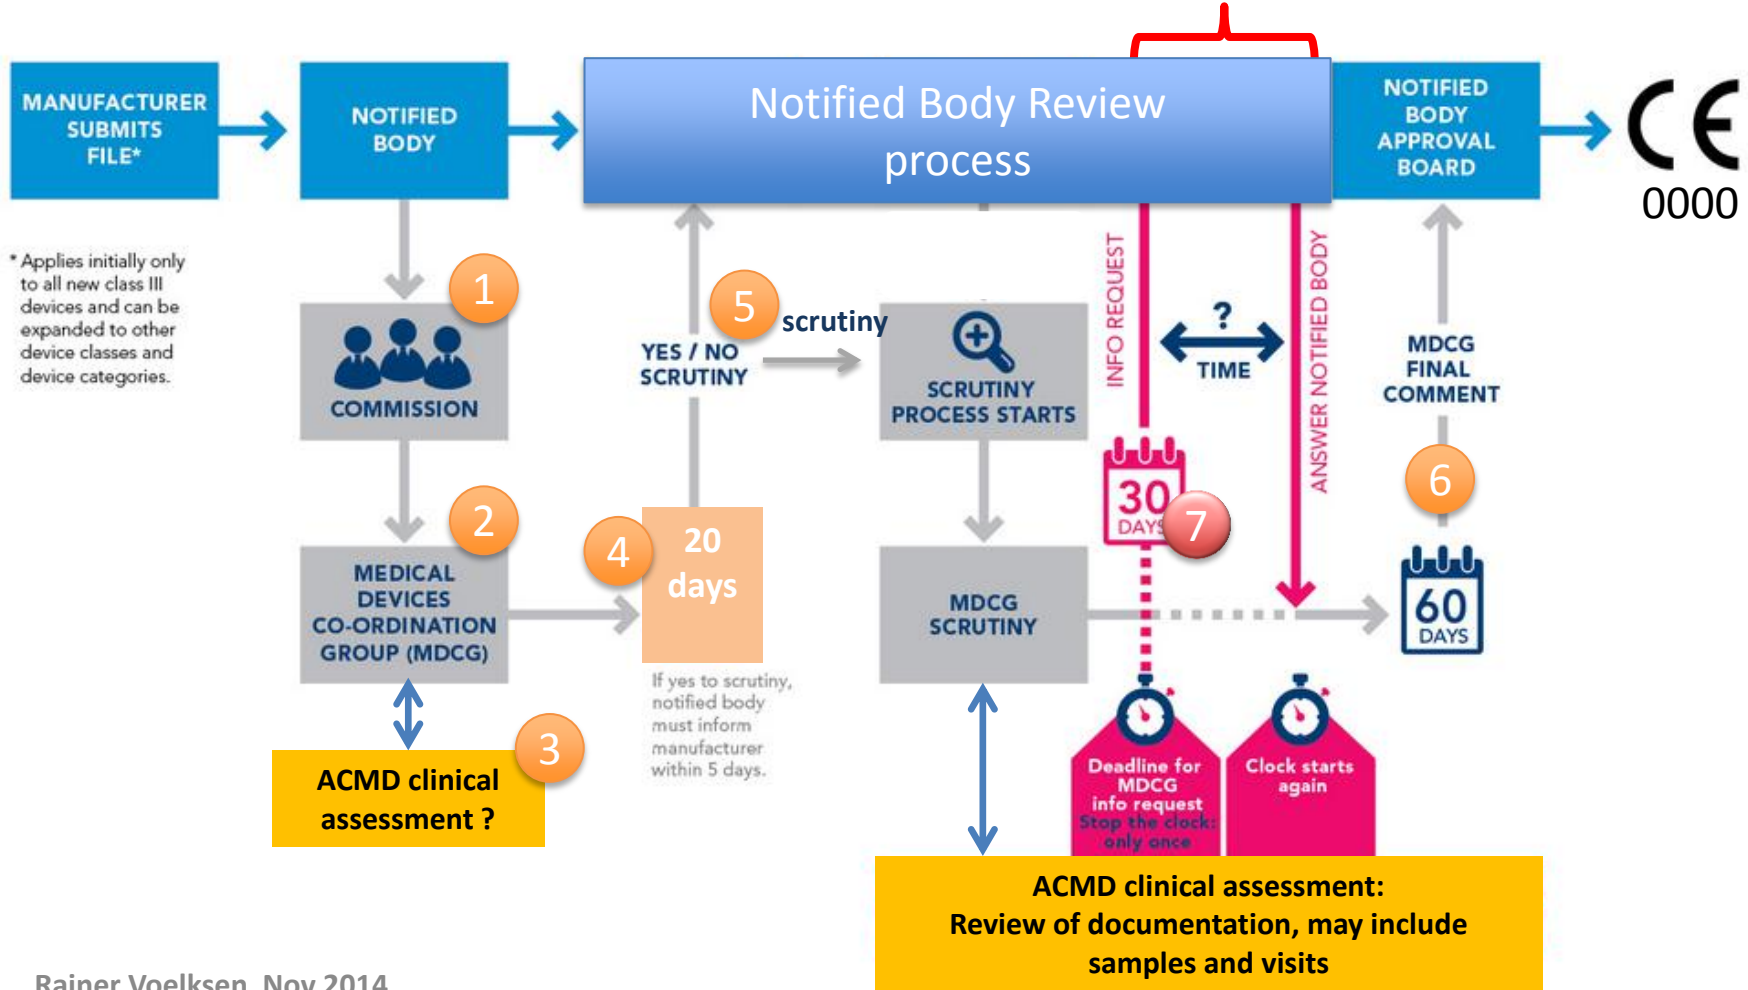 MANUFACTURER
SUBMITS
FILE*
NOTIFIED
BODY
Notified Body Review
process
NOTIFIED
BODY
APPROVAL
BOARD
CE
0000
* Applies initially only
to all new class III
devices and can be
expanded to other
device classes and
device categories.
1
COMMISSION
2
MEDICAL
DEVICES
CO-ORDINATION
GROUP (MDCG)
3
ACMD clinical
assessment ?
4
20
days
If yes to scrutiny,
notified body
must inform
manufacturer
within 5 days.
YES / NO
SCRUTINY
5
scrutiny
SCRUTINY
PROCESS STARTS
MDCG
SCRUTINY
INFO REQUEST
?
TIME
ANSWER NOTIFIED BODY
30
DAYS
7
MDCG
FINAL
COMMENT
6
60
DAYS
Deadline for
MDCG
info request
Stop the clock:
only once
Clock starts
again
ACMD clinical assessment:
Review of documentation, may include
samples and visits
Rainer Voelksen, Nov 2014